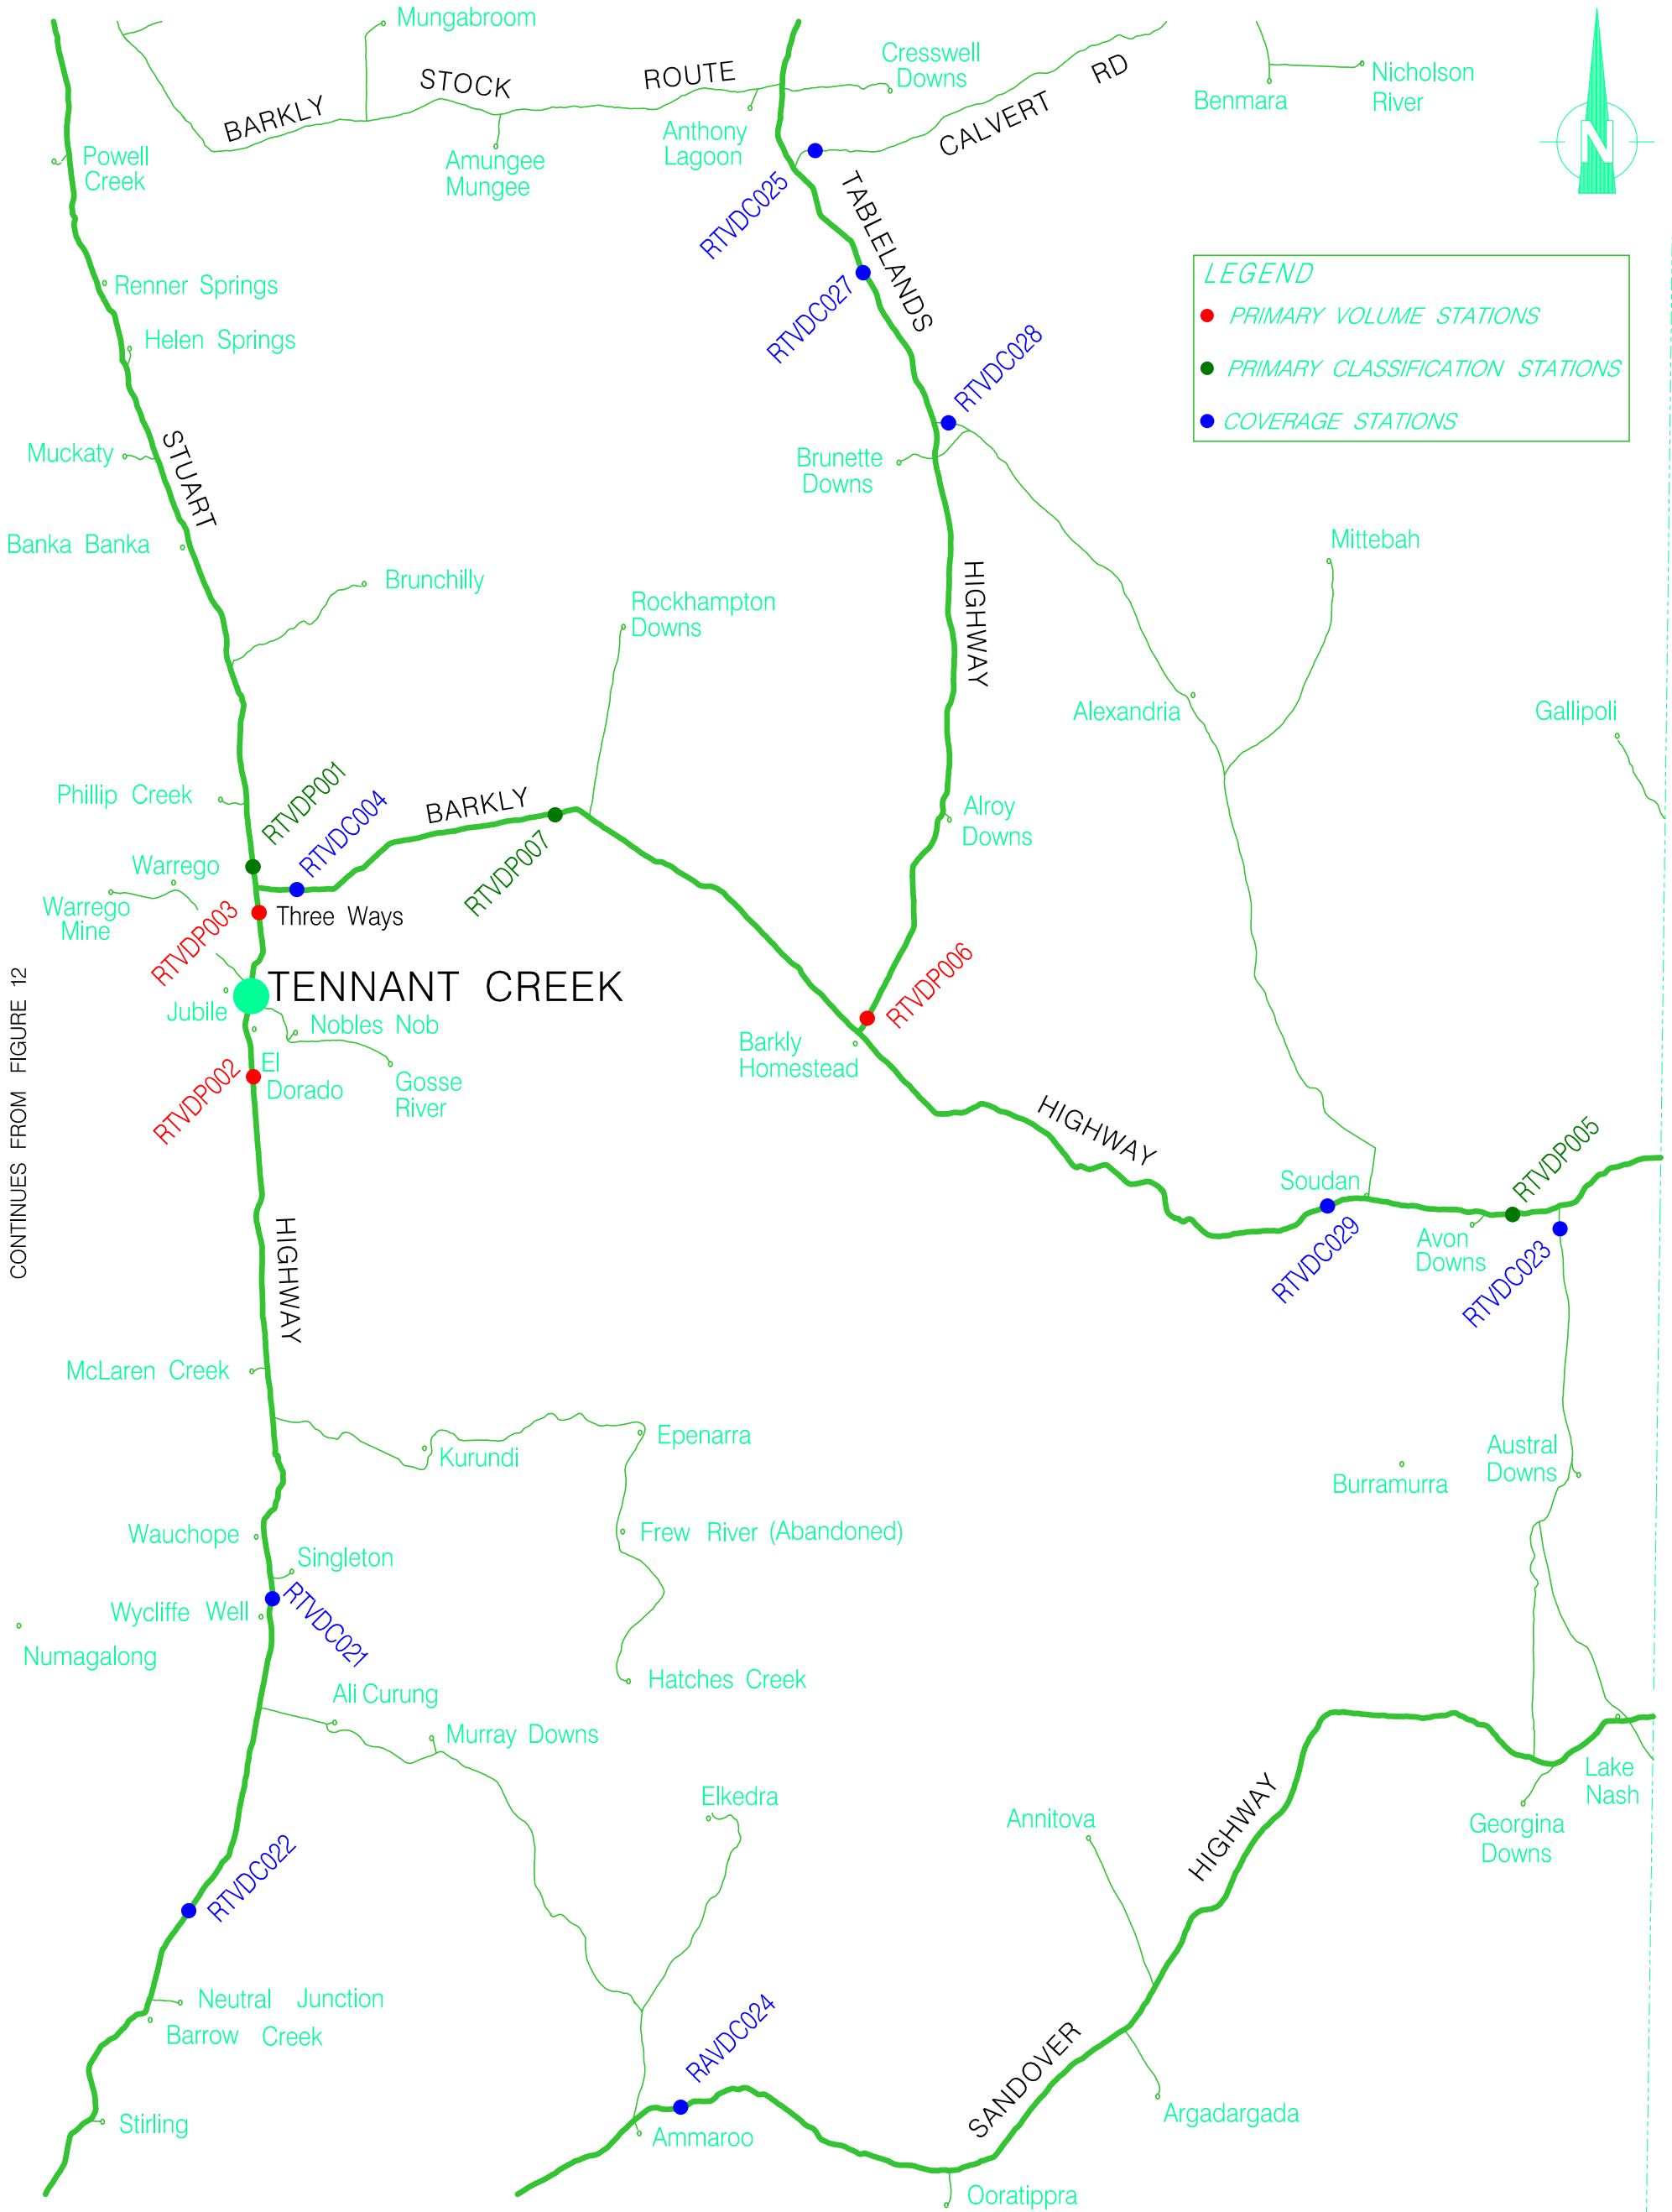 Mungabroom
Cresswell
Downs
BARKLY STOCK ROUTE
CALVERT RD
Nicholson
River
Benmara
Powell
Creek
Amungee
Mungee
Anthony
Lagoon
N
RTVDC025
TABLELANDS
RTVDC027
RTVDC028
LEGEND
PRIMARY VOLUME STATIONS
PRIMARY CLASSIFICATION STATIONS
COVERAGE STATIONS
Renner Springs
Helen Springs
STUART
Muckaty
Banka Banka
Brunette
Downs
HIGHWAY
Mittebah
Brunchilly
Rockhampton
Downs
Alexandria
Gallipoli
Phillip Creek
RTVDP001
RTVDC004
BARKLY
RTVDP007
Alroy
Downs
Warrego
Warrego
Mine
RTVDP003
Three Ways
TENNANT CREEK
RTVDP006
Jubile
Nobles Nob
Barkly
Homestead
El
Dorado
RTVDP002
Gosse
River
CONTINUES FROM FIGURE 12
HIGHWAY
Soudan
RTVDP005
RTVDC029
Avon
Downs
RTVDC023
HIGHWAY
McLaren Creek
Kurundi
Epenarra
Austral
Downs
Burramurra
Wauchope
Frew River (Abandoned)
Singleton
Wycliffe Well
RTVDC021
Numagalong
Hatches Creek
Ali Curung
Murray Downs
Elkedra
Annitova
HIGHWAY
Lake
Nash
Georgina
Downs
RTVDC022
Neutral Junction
Barrow Creek
RAVDC024
SANDOVER
Stirling
Ammaroo
Argadargada
Ooratippra